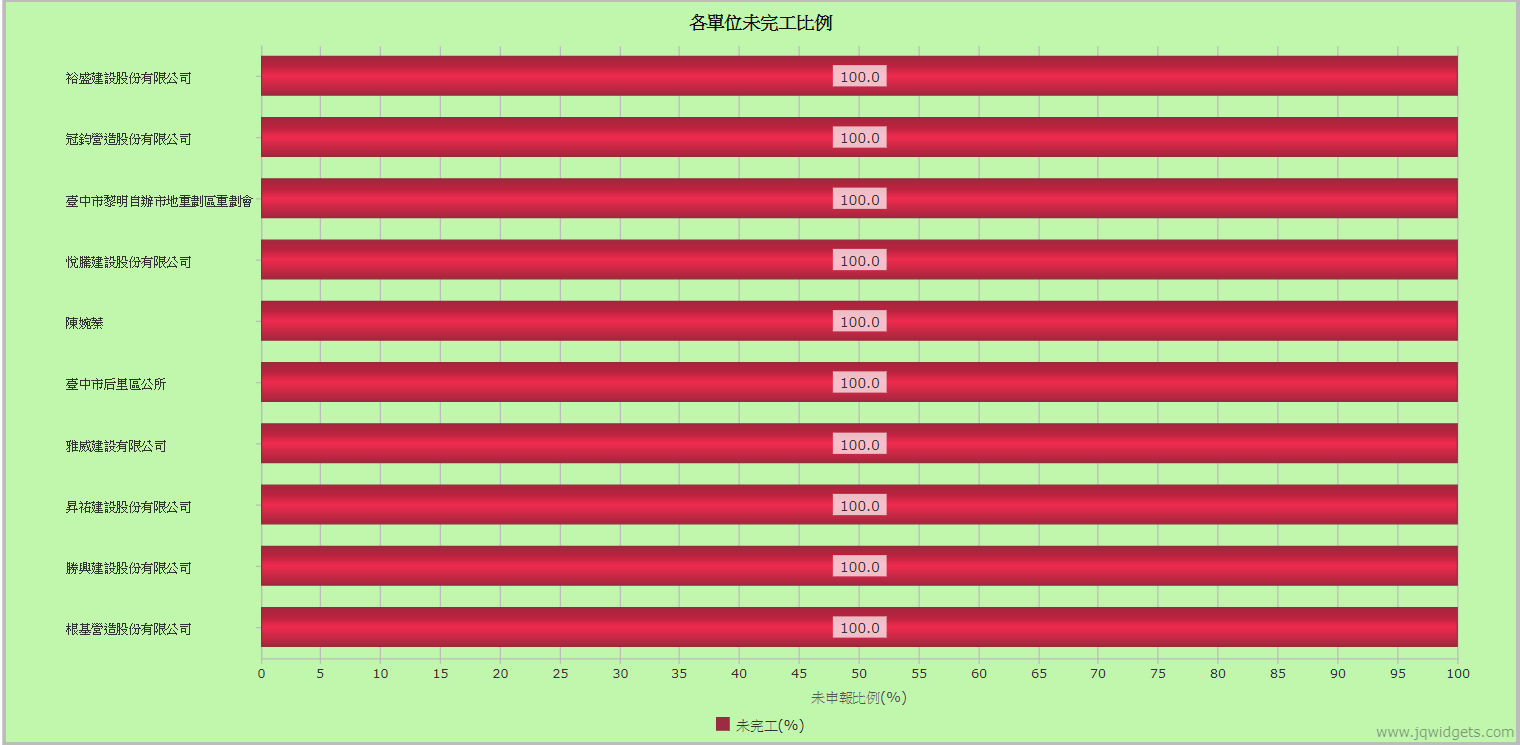 各單位未完工比例
裕盛建設股份有限公司
100.0
冠鈞營造股份有限公司
100.0
臺中市黎明自辦市地重劃區重劃會
100.0
悅騰建設股份有限公司
100.0
陳婉縈
100.0
臺中市后里區公所
100.0
雅威建設有限公司
100.0
昇祐建設股份有限公司
100.0
勝興建設股份有限公司
100.0
根基營造股份有限公司
100.0
0 5 10 15 20 25 30 35 40 45 50 55 60 65 70 75 80 85 90 95 100
未申報比例(%)
未完工(%)
www.jqwidgets.com